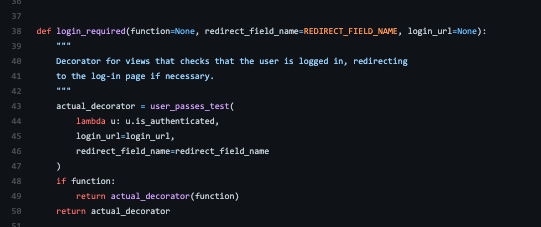 36
37
38 def login_required(function=None, redirect_field_name=REDIRECT_FIELD_NAME, login_url=None):
39     """
40     Decorator for views that checks that the user is logged in, redirecting
41     to the log-in page if necessary.
42     """
43     actual_decorator = user_passes_test(
44         lambda u: u.is_authenticated,
45         login_url=login_url,
46         redirect_field_name=redirect_field_name
47     )
48     if function:
49         return actual_decorator(function)
50     return actual_decorator
51